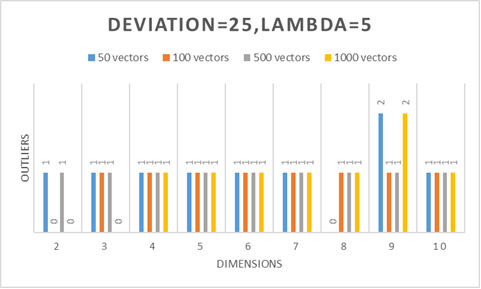 DEVIATION=25,LAMBDA=5
50 vectors 100 vectors 500 vectors 1000 vectors
OUTLIERS
1 0 1 0 1 1 1 0 1 1 1 1 1 1 1 1 1 1 1 1 1 1 1 1 0 1 1 1 2 1 1 2 1 1 1 1
2 3 4 5 6 7 8 9 10
DIMENSIONS